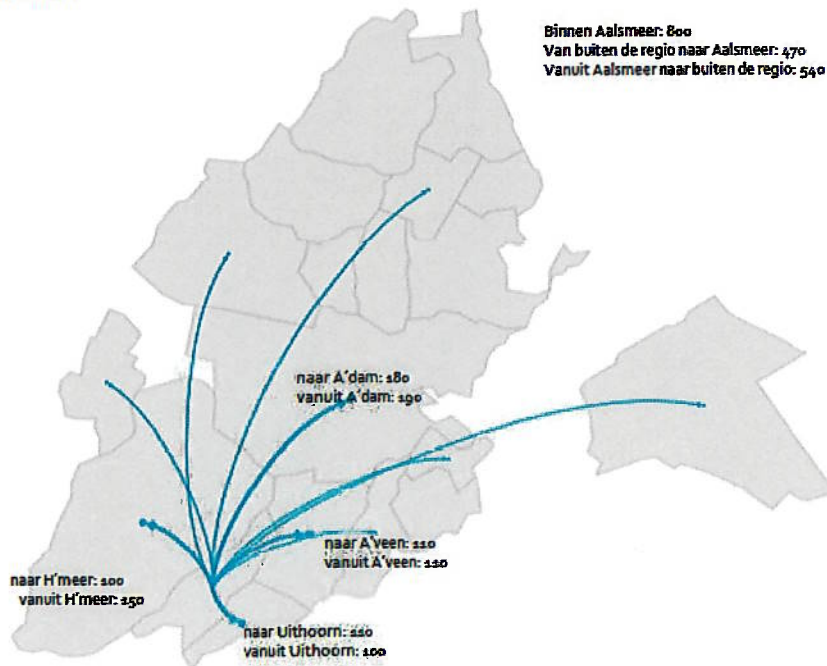 Binnen Aalsmeer: 800
Van buiten de regio naar Aalsmeer: 470
Vanuit Aalsmeer naar buiten de regio: 540
naar A'dam: 180
vanuit A'dam: 190
naar A'veen: 110
vanuit A'veen: 110
naar H'meer: 100
vanuit H'meer: 150
naar Uithoorn: 110
vanuit Uithoorn: 100